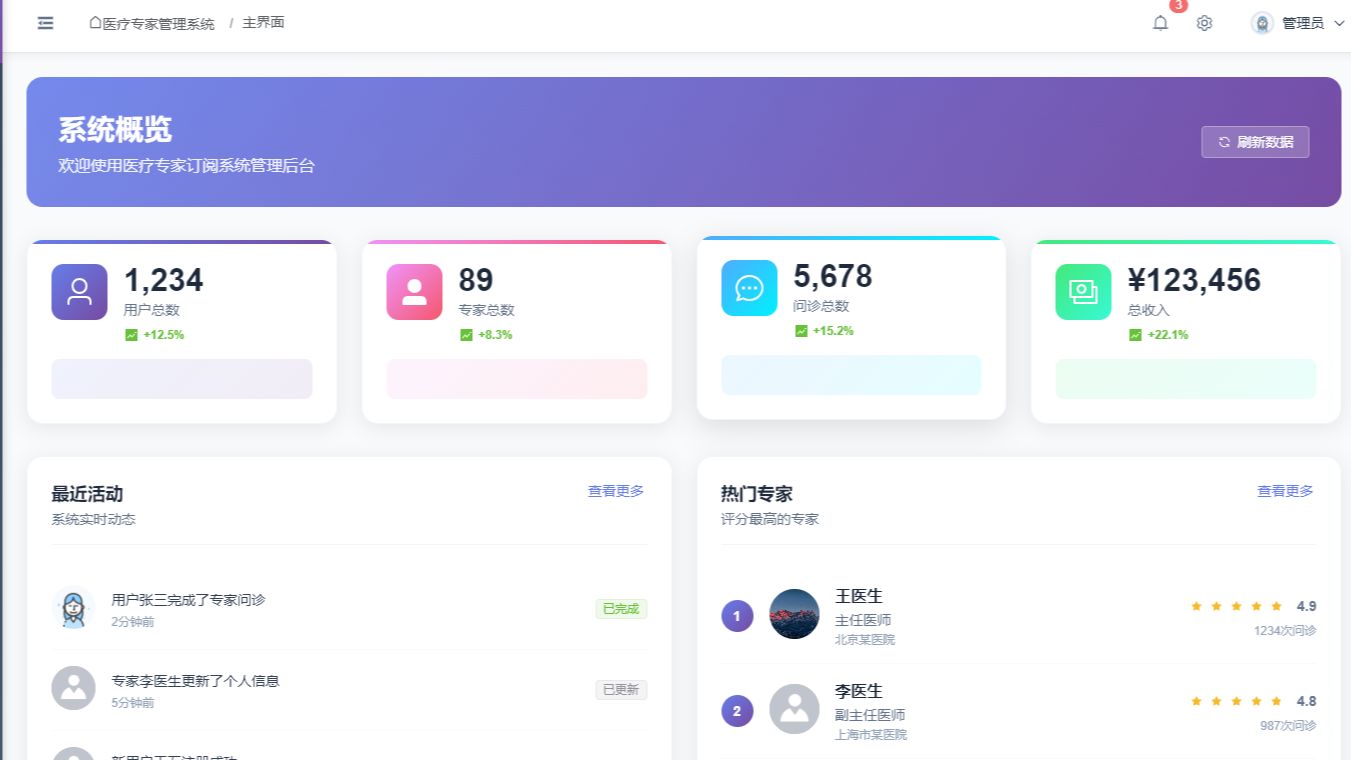 医疗专家管理系统 / 主界面
3
管理员
系统概览
欢迎使用医疗专家订阅系统管理后台
刷新数据
1,234
用户总数
+12.5%
89
专家总数
+8.3%
5,678
问诊总数
+15.2%
¥123,456
总收入
+22.1%
最近活动
查看更多
系统实时动态
用户张三完成了专家问诊
2分钟前
已完成
专家李医生更新了个人信息
5分钟前
已更新
热门专家
查看更多
评分最高的专家
1
王医生
主任医师
北京某医院
4.9
1234次问诊
2
李医生
副主任医师
上海市某医院
4.8
987次问诊